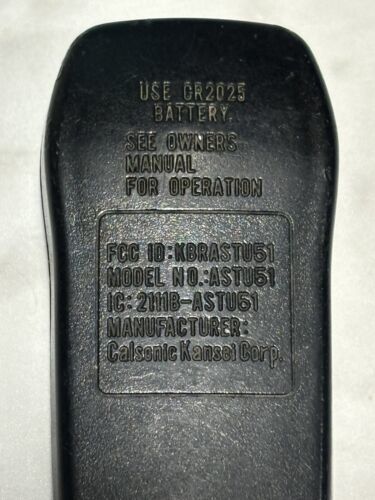 USE CR2025
BATTERY.
SEE OWNERS
MANUAL
FOR OPERATION
FCC ID:KBRASTU51
MODEL NO.:ASTU51
IC:2111B-ASTU51
MANUFACTURER:
Calsonic Kansei Corp.